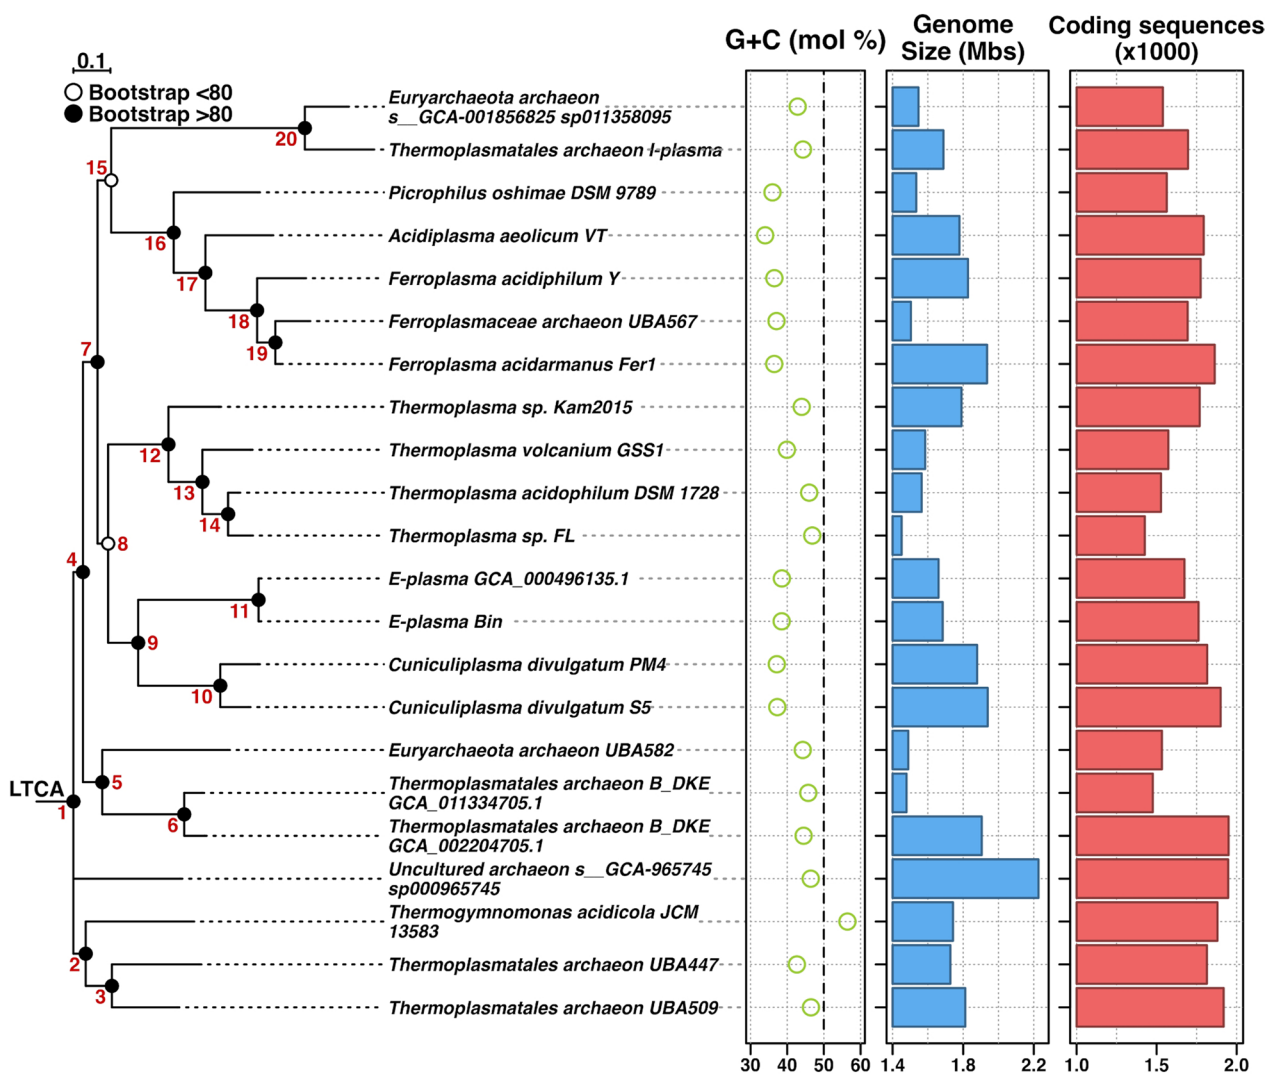 G+C (mol %)
Genome
Size (Mbs)
Coding sequences
(x1000)
0.1
Bootstrap <80
Bootstrap >80
Euryarchaeota archaeon
s__GCA-001856825 sp011358095
20
Thermoplasmatales archaeon I-plasma
15
Picrophilus oshimae DSM 9789
16
Acidiplasma aeolicum VT
17
Ferroplasma acidiphilum Y
18
Ferroplasmaceae archaeon UBA567
19
7
Ferroplasma acidarmanus Fer1
Thermoplasma sp. Kam2015
12
Thermoplasma volcanium GSS1
13
Thermoplasma acidophilum DSM 1728
14
Thermoplasma sp. FL
8
4
E-plasma GCA_000496135.1
11
E-plasma Bin
9
Cuniculiplasma divulgatum PM4
10
Cuniculiplasma divulgatum S5
Euryarchaeota archaeon UBA582
5
Thermoplasmatales archaeon B_DKE
GCA_011334705.1
LTCA
1
6
Thermoplasmatales archaeon B_DKE
GCA_002204705.1
Uncultured archaeon s__GCA-965745
sp000965745
Thermogymnomonas acidicola JCM
13583
2
Thermoplasmatales archaeon UBA447
3
Thermoplasmatales archaeon UBA509
30 40 50 60
1.4 1.8 2.2
1.0 1.5 2.0